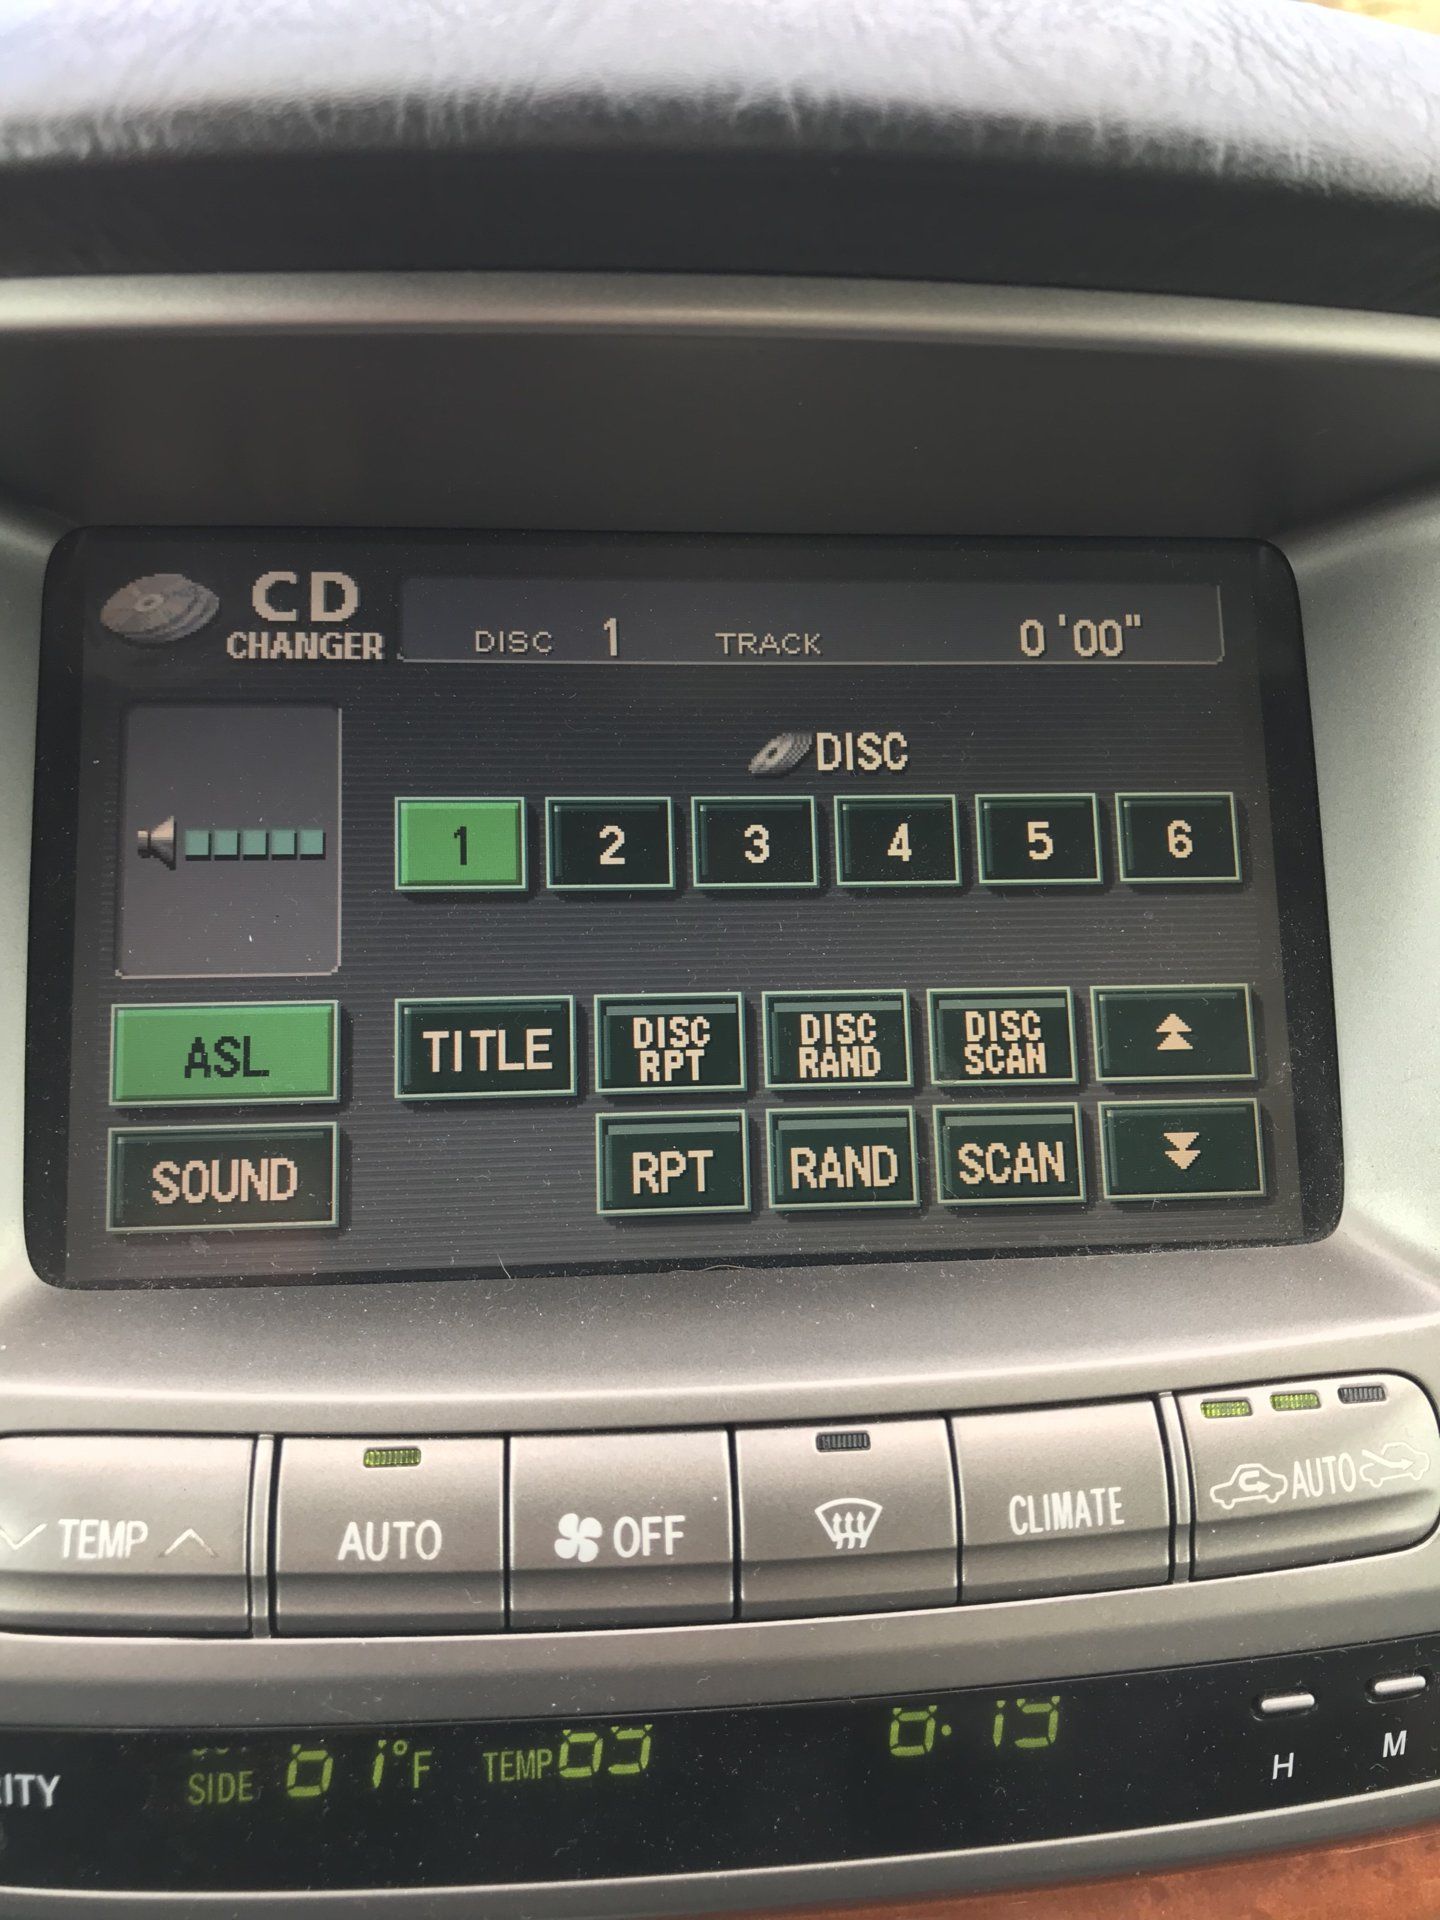 CD
CHANGER DISC 1 TRACK 0'00"
DISC
1 2 3 4 5 6
ASL TITLE DISC RPT DISC RAND DISC SCAN
SOUND RPT RAND SCAN
TEMP AUTO OFF CLIMATE AUTO
SIDE °F TEMP
H M